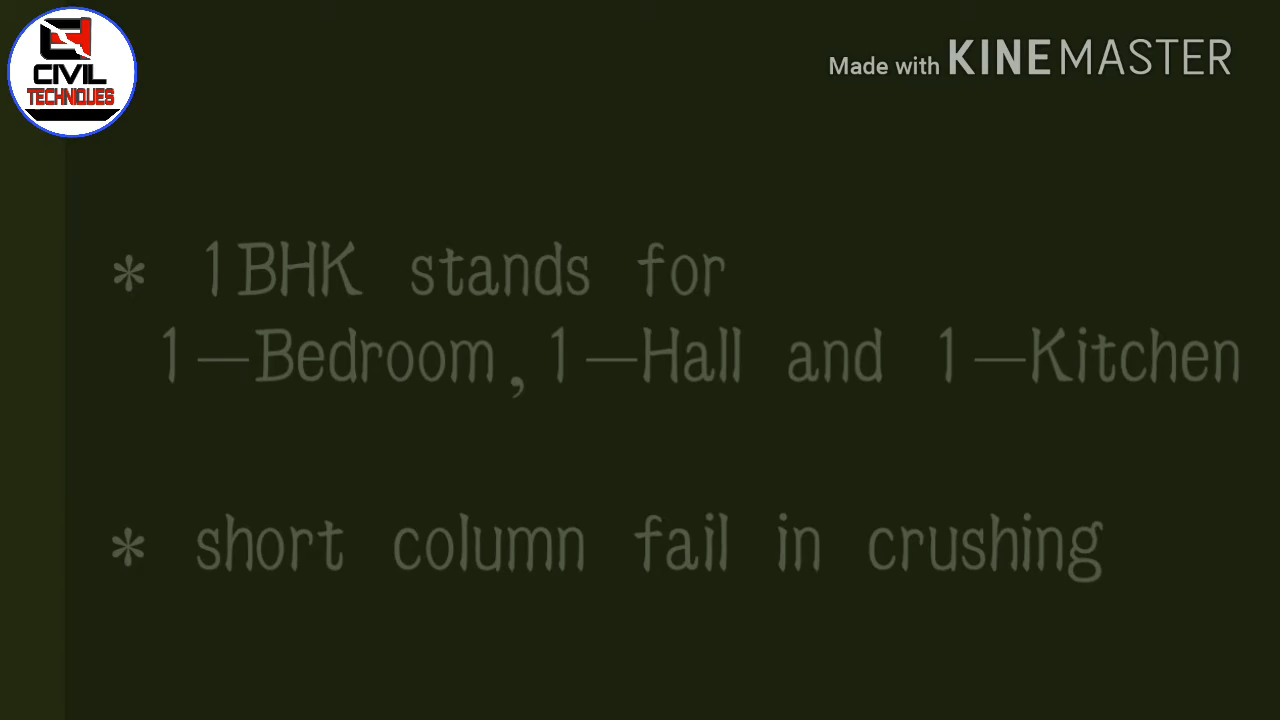 CIVIL
TECHNIQUES
Made with KINEMASTER
* 1BHK stands for
1-Bedroom, 1-Hall and 1-Kitchen
* short column fail in crushing